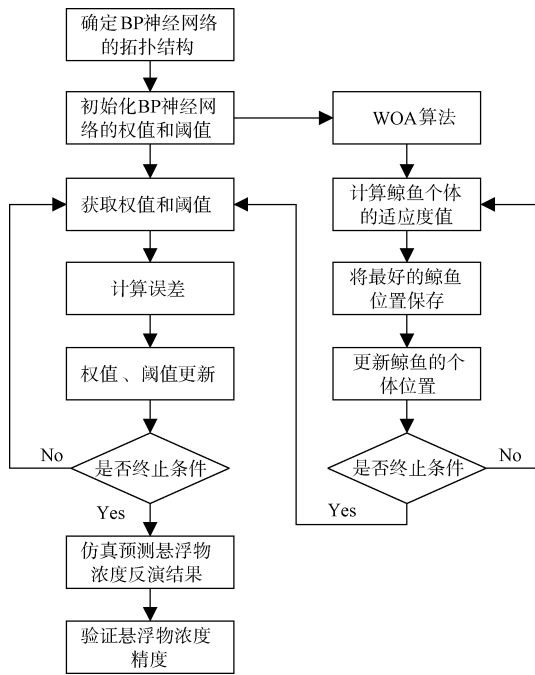 确定BP神经网络
的拓扑结构
初始化BP神经网
络的权值和阈值
WOA算法
获取权值和阈值
计算鲸鱼个体
的适应度值
计算误差
将最好的鲸鱼
位置保存
权值、阈值更新
更新鲸鱼的个
体位置
No
是否终止条件
是否终止条件
No
Yes
Yes
仿真预测悬浮物
浓度反演结果
验证悬浮物浓度
精度